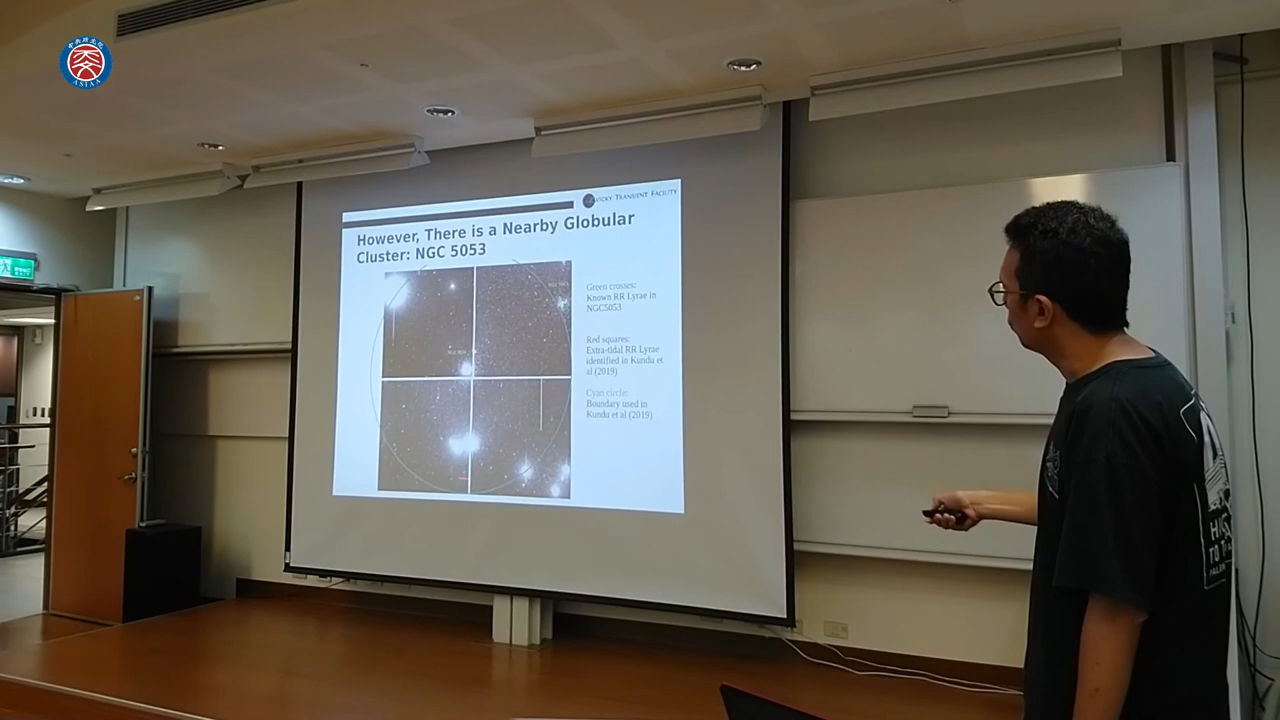 ASIAA
TRANSIENT FACILITY
However, There is a Nearby Globular
Cluster: NGC 5053
Green crosses:
Known RR Lyrae in
NGC5053
Red squares:
Extra-tidal RR Lyrae
identified in Kundu et
al (2019)
Cyan circle:
Boundary used in
Kundu et al (2019)